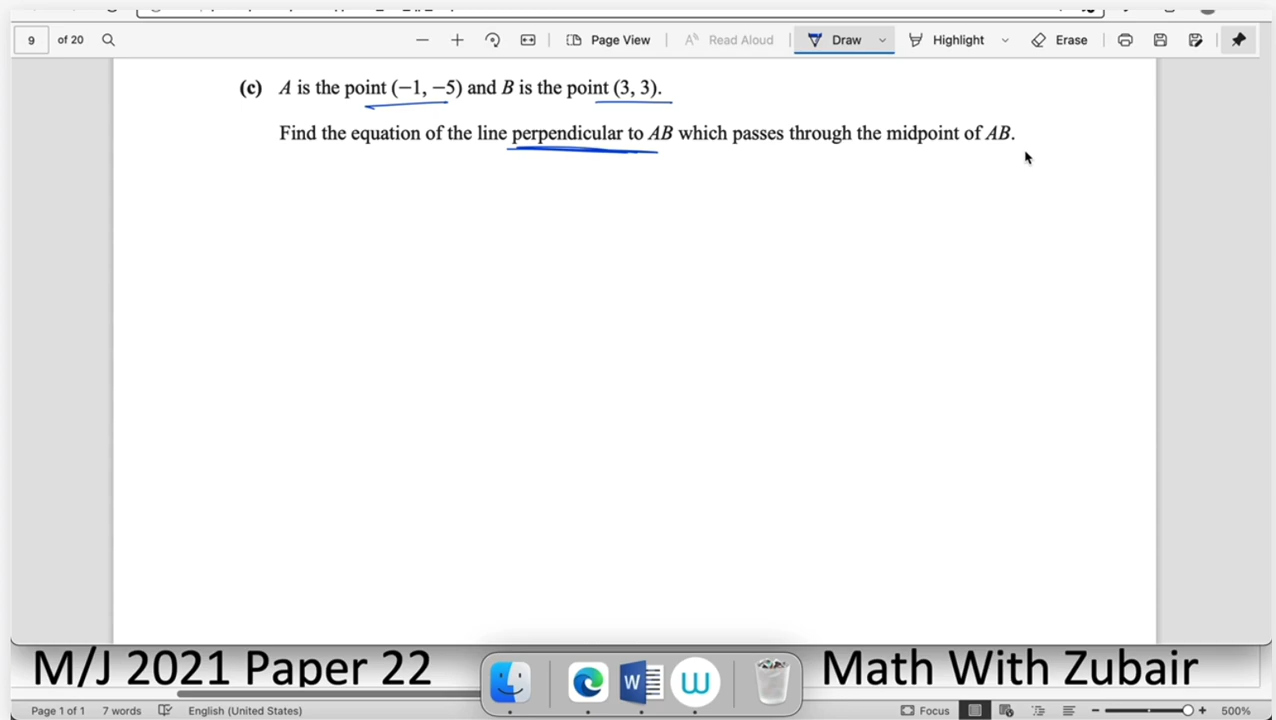 9 of 20 Page View Read Aloud Draw Highlight Erase
(c) A is the point (−1, −5) and B is the point (3, 3).
Find the equation of the line perpendicular to AB which passes through the midpoint of AB.
M/J 2021 Paper 22 Math With Zubair
Page 1 of 1 7 words English (United States) Focus 500%